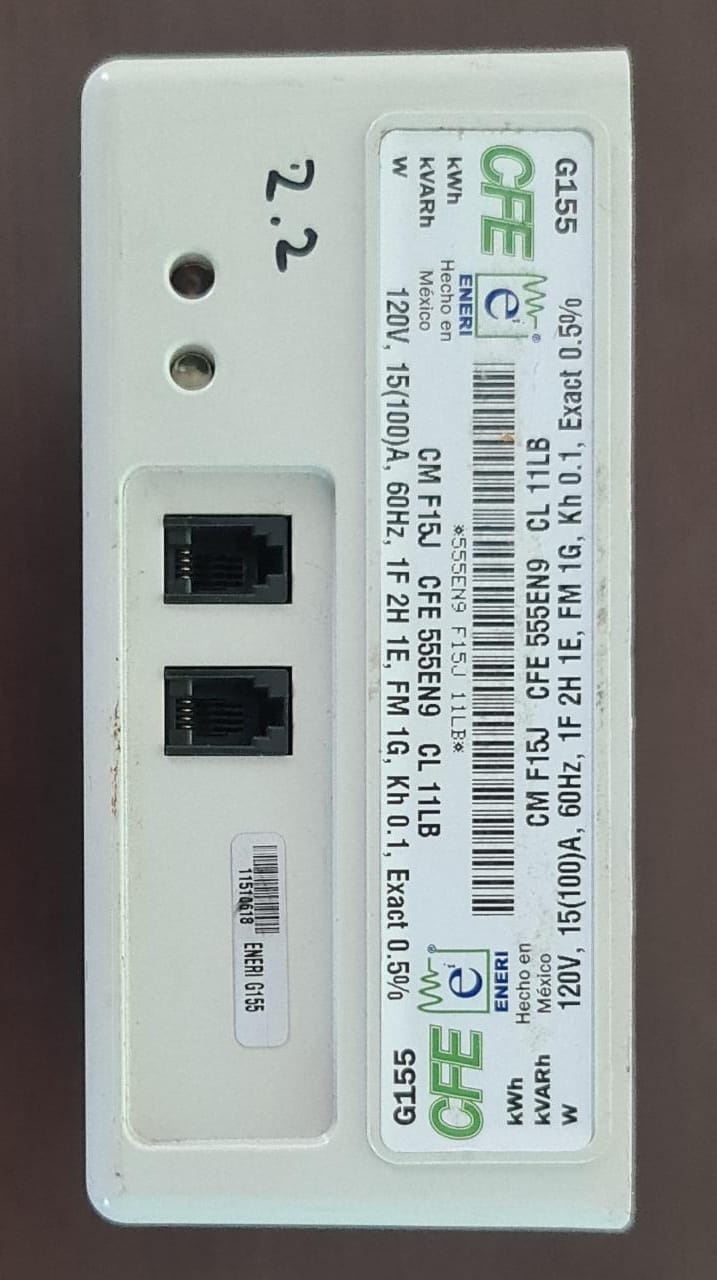 G155
CFE
ei®
ENERI
Hecho en
México
kWh
kVARh
W
*555EN9 F15J 11LB*
CM F15J CFE 555EN9 CL 11LB
120V, 15(100)A, 60Hz, 1F 2H 1E, FM 1G, Kh 0.1, Exact 0.5%
G155
CFE
ei®
ENERI
Hecho en
México
kWh
kVARh
W
CM F15J CFE 555EN9 CL 11LB
120V, 15(100)A, 60Hz, 1F 2H 1E, FM 1G, Kh 0.1, Exact 0.5%
2.2
11510618 ENERI G155